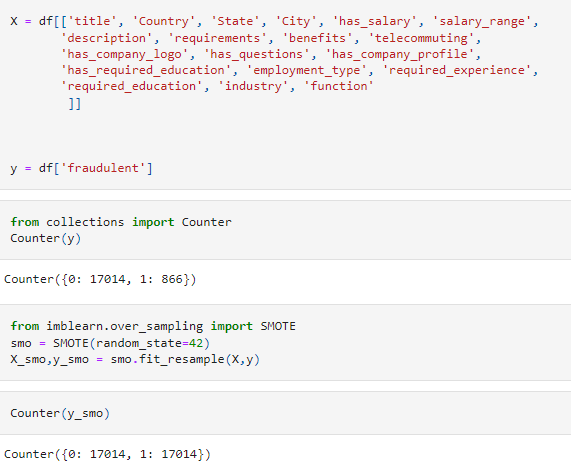 X = df[['title', 'Country', 'State', 'City', 'has_salary', 'salary_range',
'description', 'requirements', 'benefits', 'telecommuting',
'has_company_logo', 'has_questions', 'has_company_profile',
'has_required_education', 'employment_type', 'required_experience',
'required_education', 'industry', 'function'
]]
y = df['fraudulent']
from collections import Counter
Counter(y)
Counter({0: 17014, 1: 866})
from imblearn.over_sampling import SMOTE
smo = SMOTE(random_state=42)
X_smo,y_smo = smo.fit_resample(X,y)
Counter(y_smo)
Counter({0: 17014, 1: 17014})